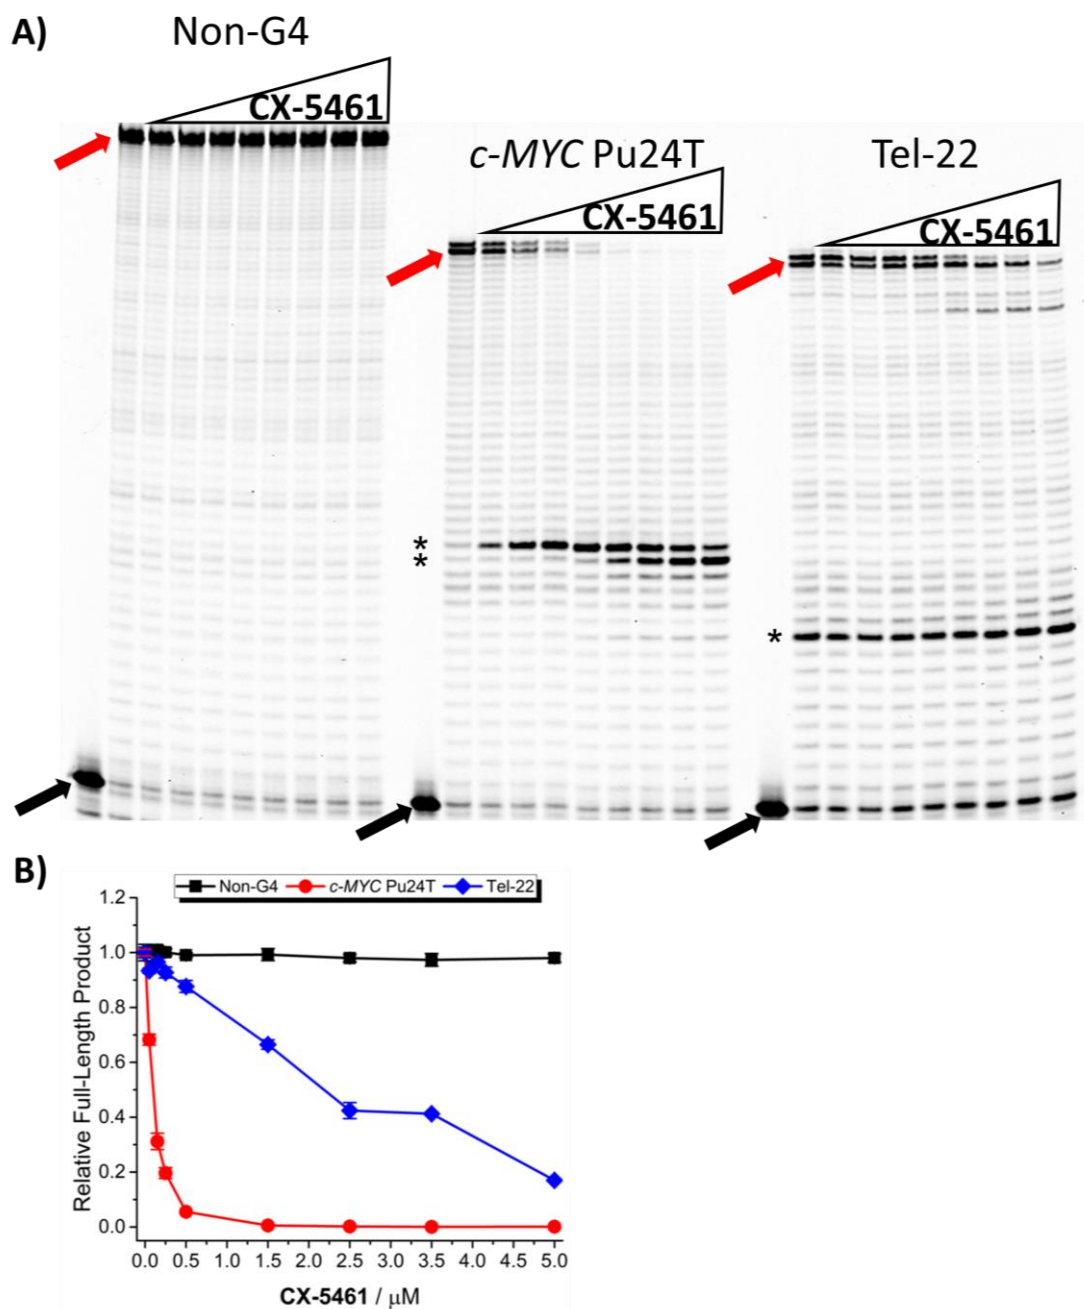 A)
Non-G4
CX-5461
c-MYC Pu24T
CX-5461
Tel-22
CX-5461
*
*
*
B)
Non-G4 c-MYC Pu24T Tel-22
Relative Full-Length Product
1.2
1.0
0.8
0.6
0.4
0.2
0.0
0.0 0.5 1.0 1.5 2.0 2.5 3.0 3.5 4.0 4.5 5.0
CX-5461 / μM